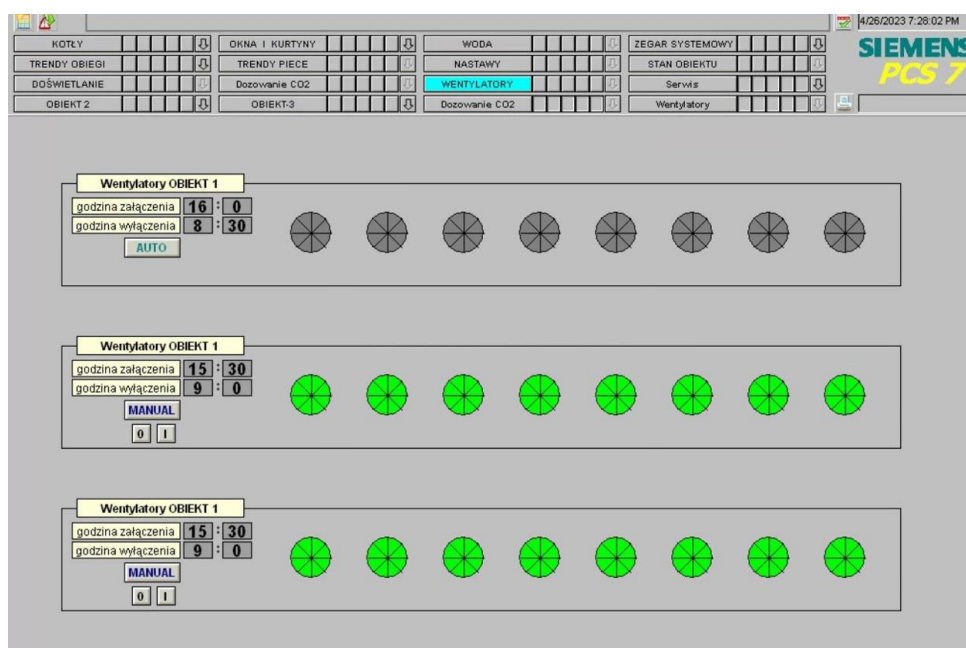 4/26/2023 7:28:02 PM
KOTŁY OKNA I KURTYNY WODA ZEGAR SYSTEMOWY
SIEMENS
TRENDY OBIEGI TRENDY PIECE NASTAWY STAN OBIEKTU
PCS 7
DOŚWIETLANIE Dozowanie CO2 WENTYLATORY Serwis
OBIEKT 2 OBIEKT-3 Dozowanie CO2 Wentylatory
Wentylatory OBIEKT 1
godzina załączenia 16 : 0
godzina wyłączenia 8 : 30
AUTO
Wentylatory OBIEKT 1
godzina załączenia 15 : 30
godzina wyłączenia 9 : 0
MANUAL
0 I
Wentylatory OBIEKT 1
godzina załączenia 15 : 30
godzina wyłączenia 9 : 0
MANUAL
0 I